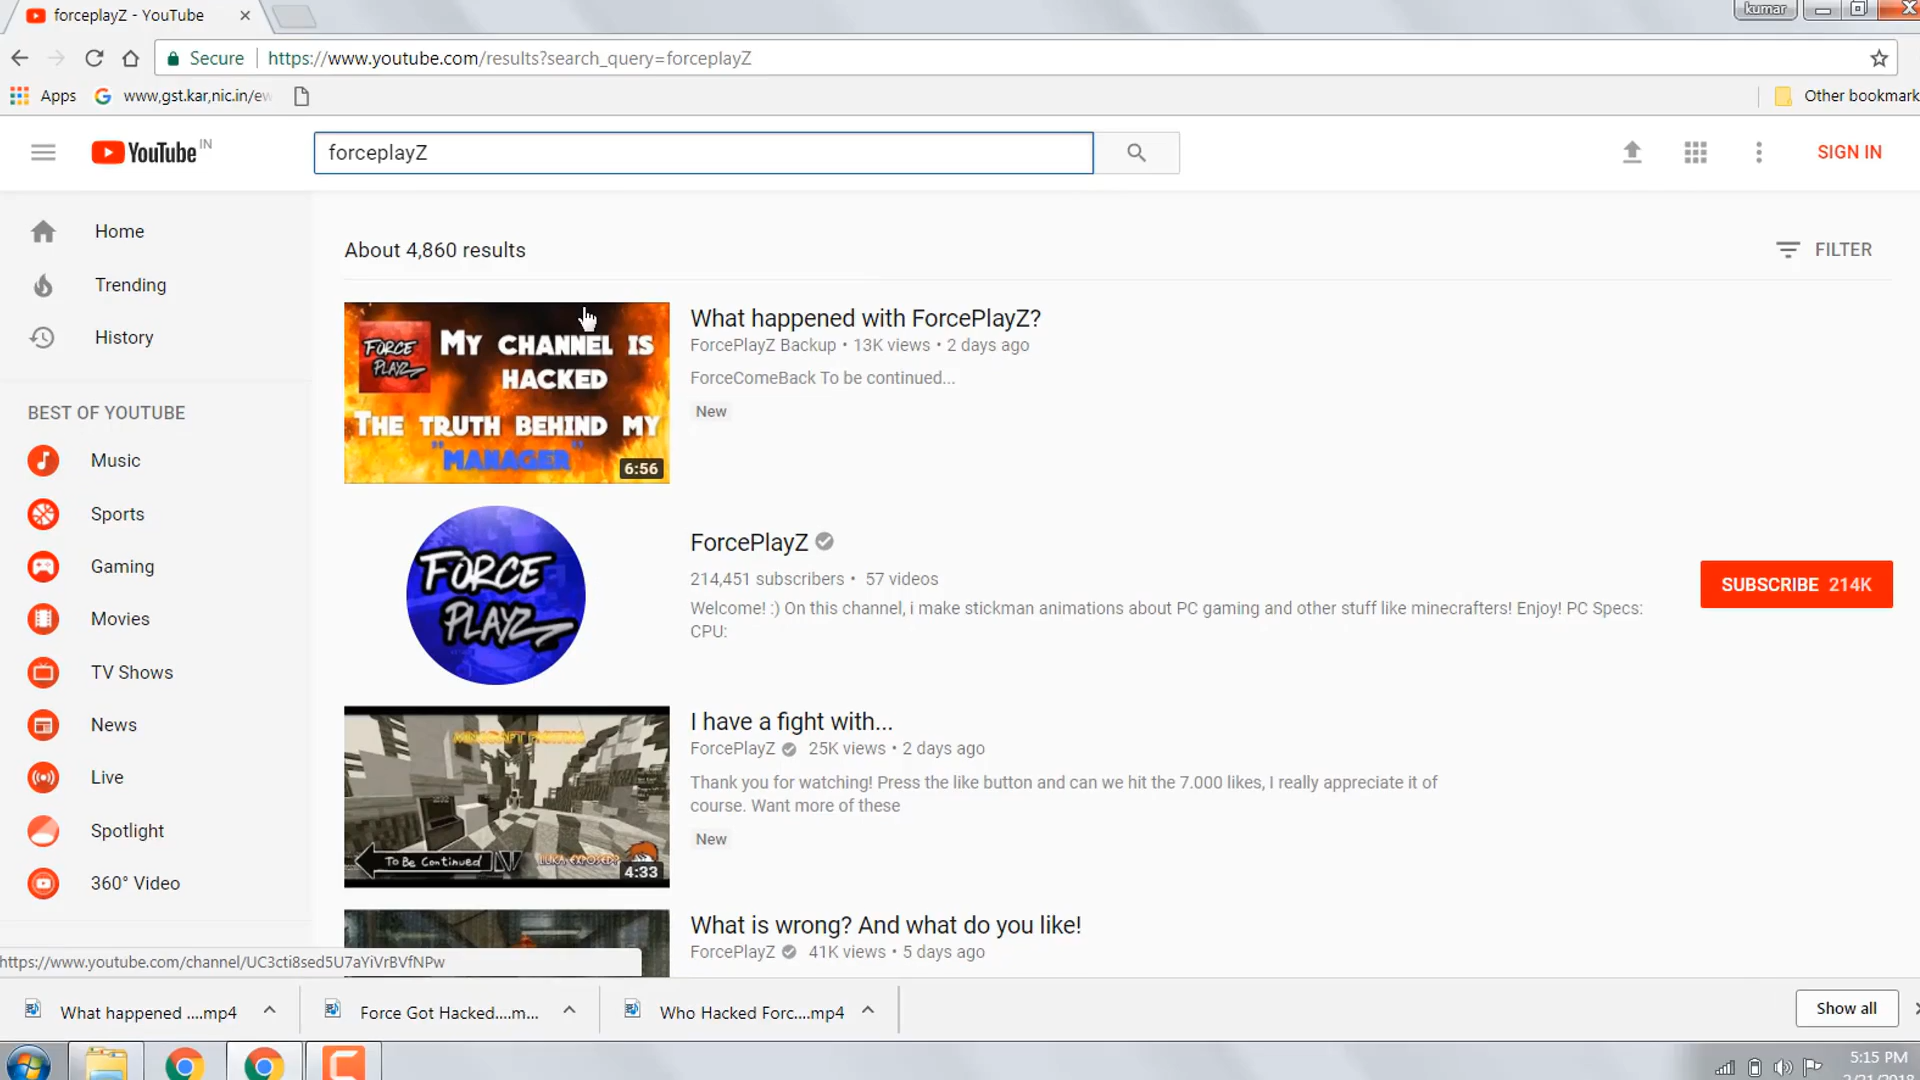 forceplayZ - YouTube
kumar
Secure
https://www.youtube.com/results?search_query=forceplayZ
Apps
www,gst.kar,nic.in/ew
Other bookmark
YouTube IN
forceplayZ
SIGN IN
Home
Trending
History
BEST OF YOUTUBE
Music
Sports
Gaming
Movies
TV Shows
News
Live
Spotlight
360° Video
About 4,860 results
FILTER
FORCE
PLAYZ
MY CHANNEL IS
HACKED
THE TRUTH BEHIND MY
"MANAGER"
6:56
What happened with ForcePlayZ?
ForcePlayZ Backup • 13K views • 2 days ago
ForceComeBack To be continued...
New
FORCE
PLAYZ
ForcePlayZ
214,451 subscribers • 57 videos
Welcome! :) On this channel, i make stickman animations about PC gaming and other stuff like minecrafters! Enjoy! PC Specs:
CPU:
SUBSCRIBE 214K
MINECRAFT FIGHTING
To Be Continued
LUKA EXPOSED?
4:33
I have a fight with...
ForcePlayZ 25K views • 2 days ago
Thank you for watching! Press the like button and can we hit the 7.000 likes, I really appreciate it of
course. Want more of these
New
What is wrong? And what do you like!
ForcePlayZ 41K views • 5 days ago
https://www.youtube.com/channel/UC3cti8sed5U7aYiVrBVfNPw
What happened ....mp4
Force Got Hacked....m...
Who Hacked Forc....mp4
Show all
5:15 PM